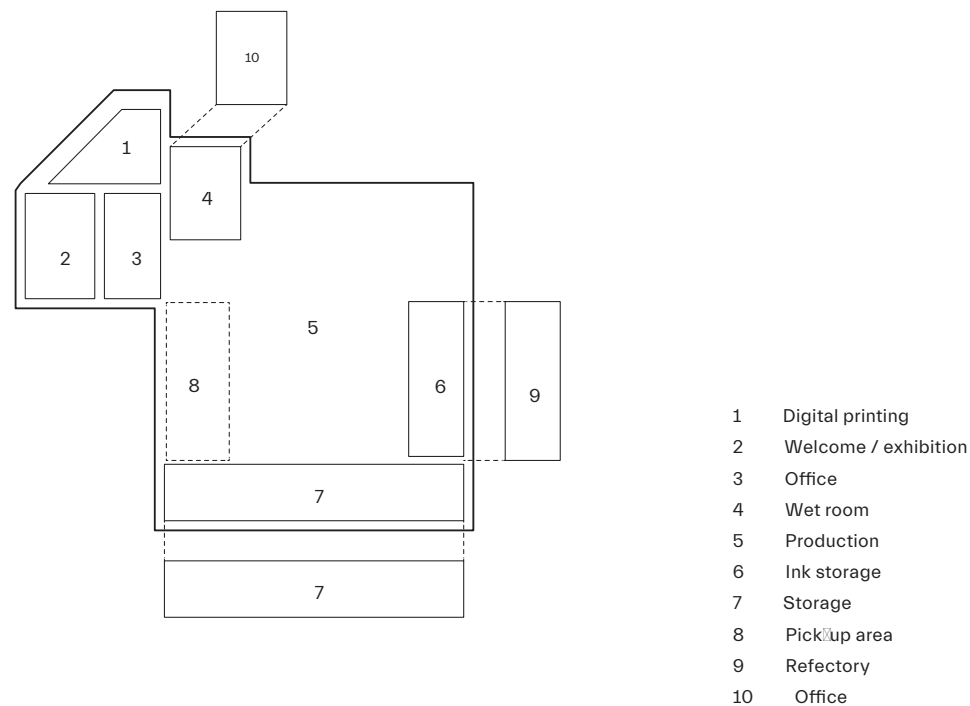 10
1
4
2
3
5
8
6
9
7
7
1 Digital printing
2 Welcome / exhibition
3 Office
4 Wet room
5 Production
6 Ink storage
7 Storage
8 Pick up area
9 Refectory
10 Office